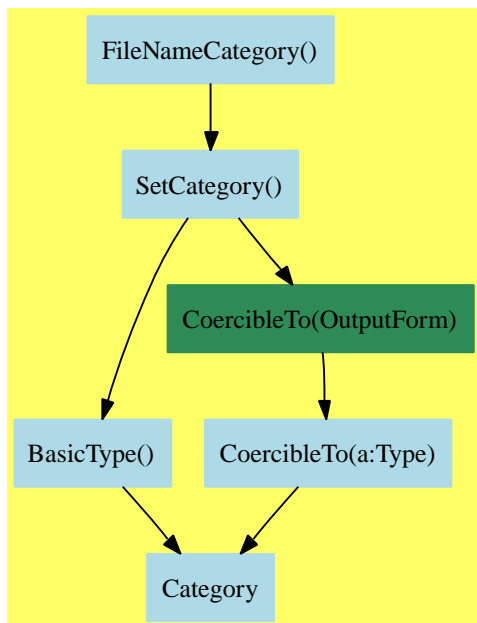 FileNameCategory()
SetCategory()
CoercibleTo(OutputForm)
BasicType()
CoercibleTo(a:Type)
Category